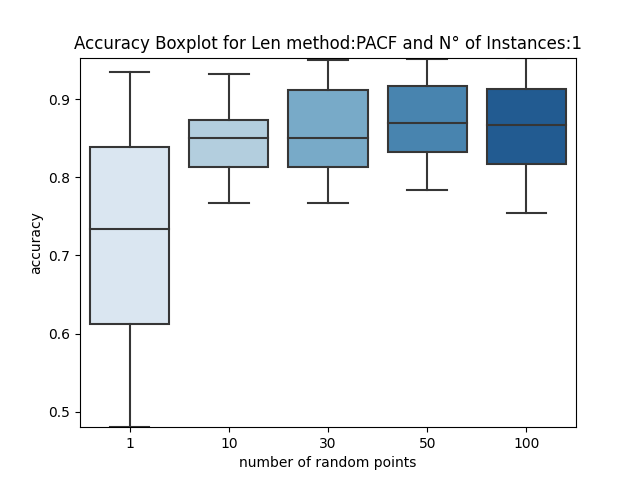 Accuracy Boxplot for Len method:PACF and N° of Instances:1
0.9
0.8
0.7
0.6
0.5
accuracy
1 10 30 50 100
number of random points